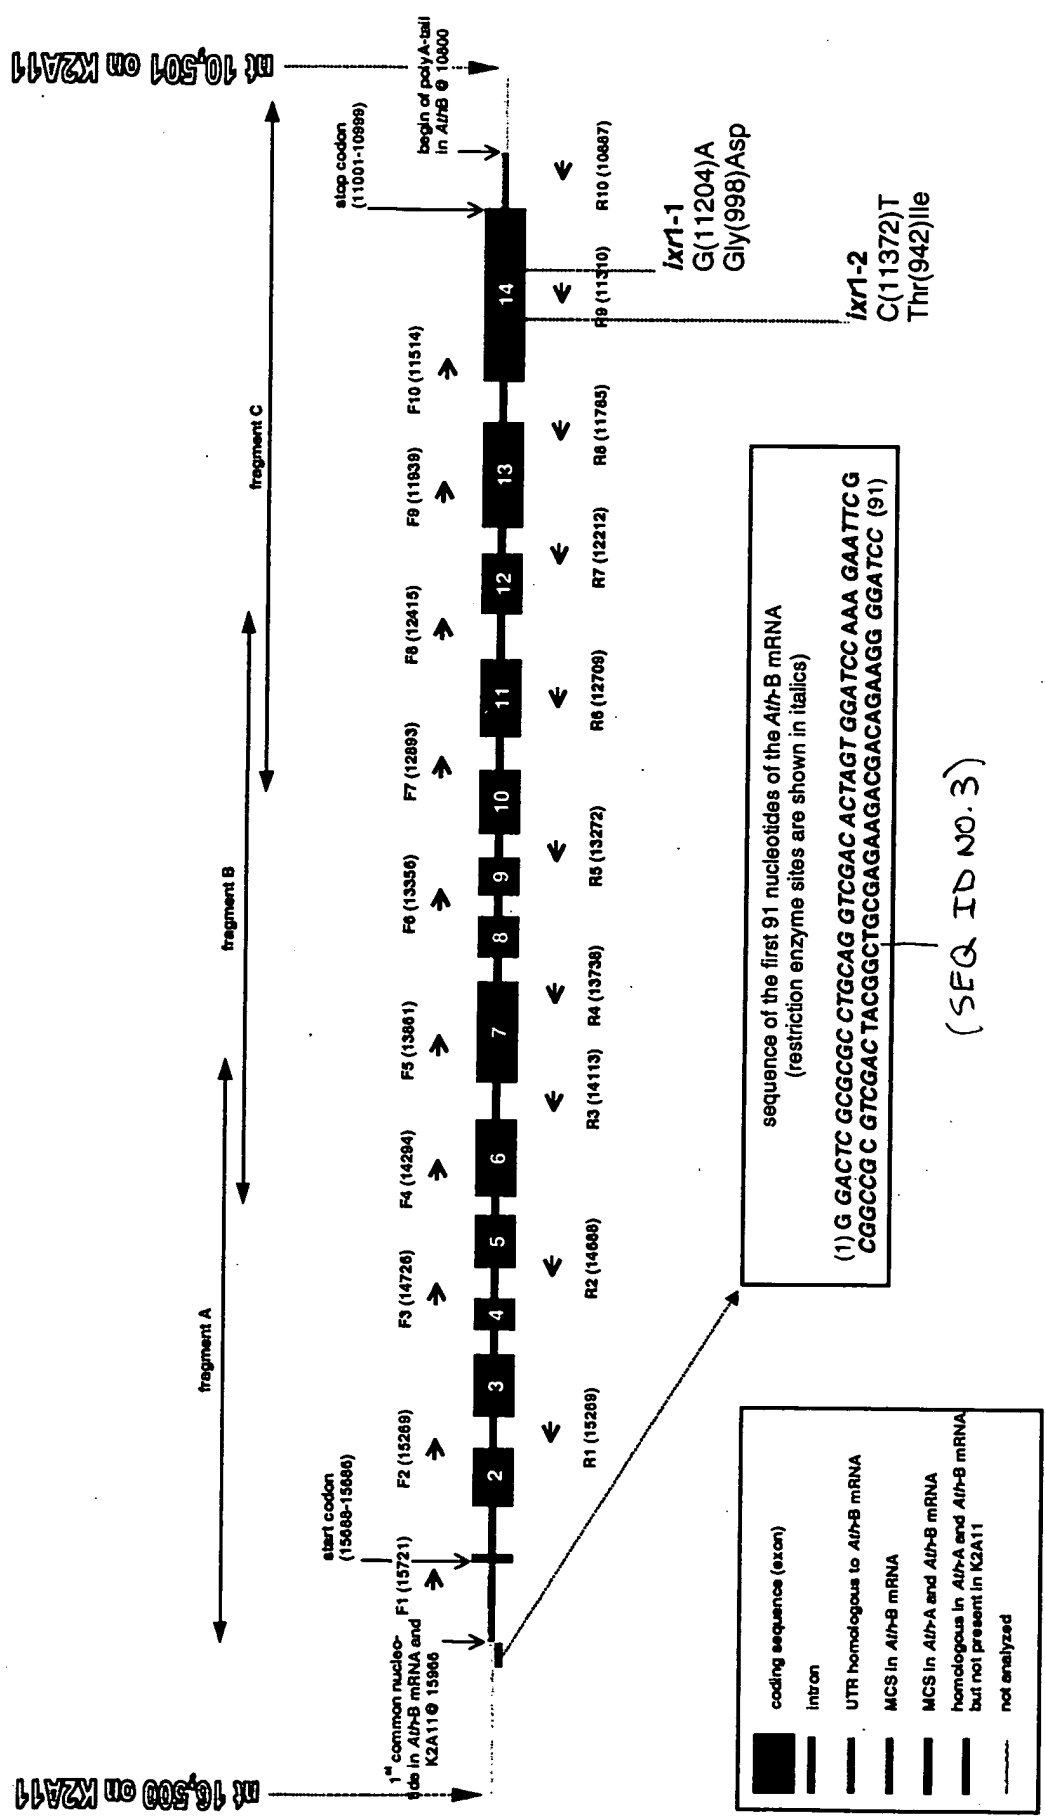 nt 16,500 on K2A11
nt 10,501 on K2A11
fragment A
fragment B
fragment C
1st common nucleo-
tide in Ath-B mRNA and
K2A11@ 15966
start codon
(15688-15686)
stop codon
(11001-10999)
begin of polyA-tail
in AthB @ 10800
F1 (15721)
F2 (15269)
F3 (14726)
F4 (14294)
F5 (13861)
F6 (13356)
F7 (12893)
F8 (12415)
F9 (11939)
F10 (11514)
2
3
4
5
6
7
8
9
10
11
12
13
14
R1 (15269)
R2 (14688)
R3 (14113)
R4 (13738)
R5 (13272)
R6 (12709)
R7 (12212)
R8 (11785)
R9 (11310)
R10 (10887)
ixr1-1
G(11204)A
Gly(998)Asp
ixr1-2
C(11372)T
Thr(942)Ile
sequence of the first 91 nucleotides of the Ath-B mRNA
(restriction enzyme sites are shown in italics)
(1) G GACTC GCGCGC CTGCAG GTCGAC ACTAGT GGATCC AAA GAATTC G
CGGCCG C GTCGAC TACGGCTGCGAGAAGACGACAGAAGG GGATCC (91)
(SEQ ID NO. 3)
coding sequence (exon)
intron
UTR homologous to Ath-B mRNA
MCS in Ath-B mRNA
MCS in Ath-A and Ath-B mRNA
homologous in Ath-A and Ath-B mRNA
but not present in K2A11
not analyzed